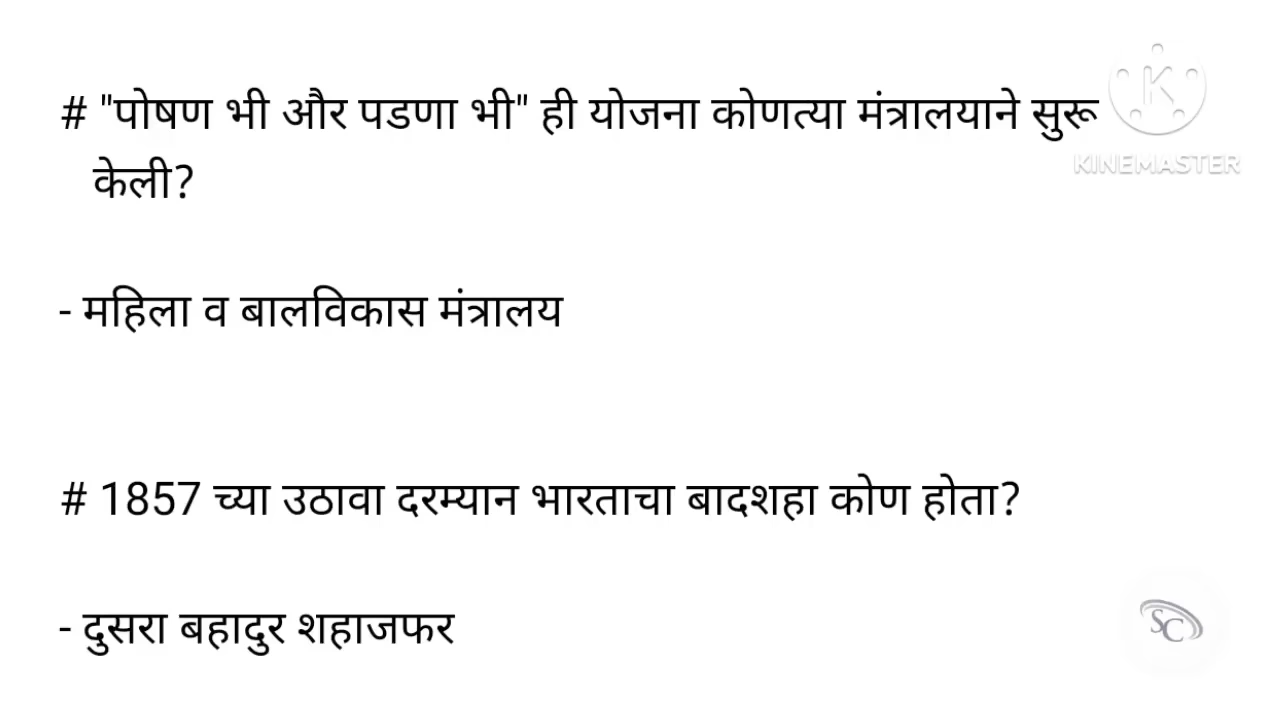 # "पोषण भी और पडणा भी" ही योजना कोणत्या मंत्रालयाने सुरू
केली?
K
KINEMASTER
- महिला व बालविकास मंत्रालय
# 1857 च्या उठावा दरम्यान भारताचा बादशहा कोण होता?
- दुसरा बहादुर शहाजफर
SC